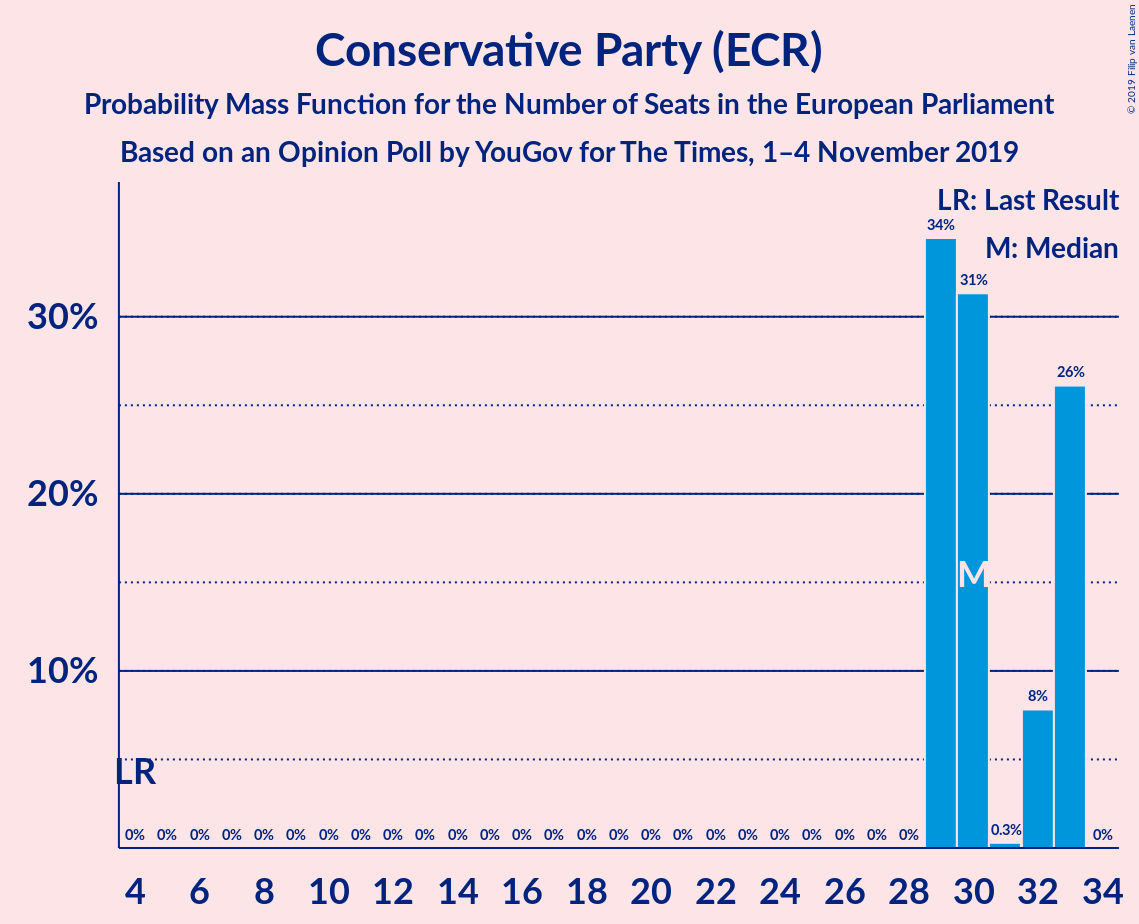 Conservative Party (ECR)
Probability Mass Function for the Number of Seats in the European Parliament
Based on an Opinion Poll by YouGov for The Times, 1–4 November 2019
© 2019 Filip van Laenen
LR: Last Result
M: Median
34%
31%
30%
26%
20%
M
10%
8%
LR
0% 0% 0% 0% 0% 0% 0% 0% 0% 0% 0% 0% 0% 0% 0% 0% 0% 0% 0% 0% 0% 0% 0% 0% 0% 0.3% 0%
4 6 8 10 12 14 16 18 20 22 24 26 28 30 32 34